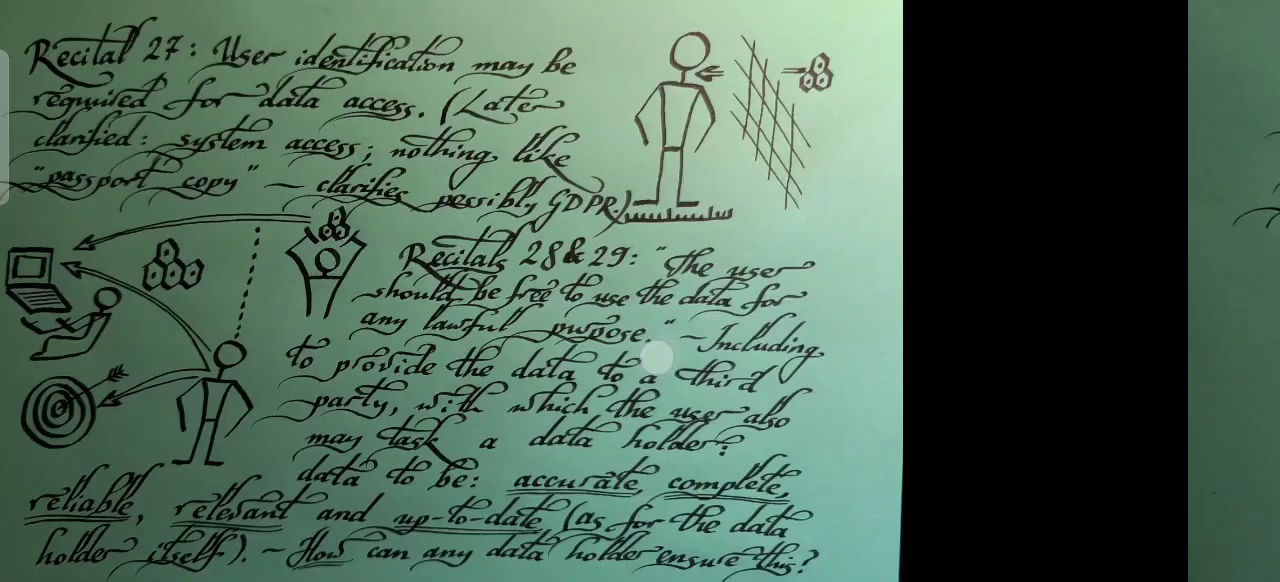 Recital 27: User identification may be
required for data access. (Later
clarified: system access; nothing like
"passport copy" – clarifies possibly GDPR.)
Recitals 28 & 29: "The user
should be free to use the data for
any lawfull purpose." – Including
to provide the data to a third
party, with which the user also
may task a data holder;
data to be: accurate, complete,
reliable, relevant and up-to-date (as for the data
holder itself). – How can any data holder ensure this?